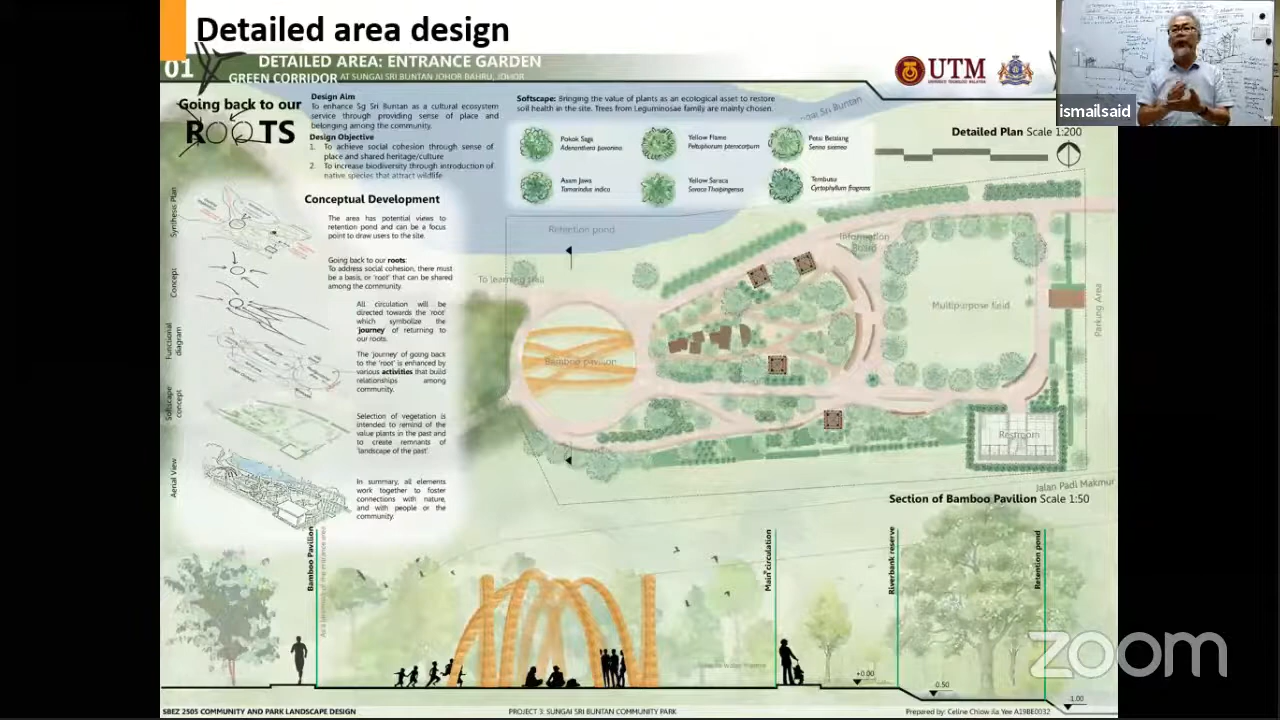 Detailed area design
01
DETAILED AREA: ENTRANCE GARDEN
GREEN CORRIDOR AT SUNGAI SRI BUNTAN JOHOR BAHRU, JOHOR
UTM
ismailsaid
Going back to our
ROOTS
Design Aim
To enhance Sg Sri Buntan as a cultural ecosystem
service through providing sense of place and
belonging among the community.
Design Objective
1. To achieve social cohesion through sense of
place and shared heritage/culture
2. To increase biodiversity through introduction of
native species that attract wildlife
Softscape: Bringing the value of plants as an ecological asset to restore
soil health in the site. Trees from Leguminosae family are mainly chosen.
Pokok Saga
Adenanthera pavonina
Yellow Flame
Peltophorum pterocarpum
Petai Belalang
Asam Jawa
Tamarindus indica
Yellow Saraca
Saraca Thaipingensis
Tembusu
Cyrtophyllum fragrans
Sri Buntan
Detailed Plan Scale 1:200
Conceptual Development
The area has potential views to
retention pond and can be a focus
point to draw users to the site.
Going back to our roots:
To address social cohesion, there must
be a basis, or 'root' that can be shared
among the community.
All circulation will be
directed towards the 'root'
which symbolize the
'journey' of returning to
our roots.
The 'journey' of going back
to the 'root' is enhanced by
various activities that build
relationships among
community.
Selection of vegetation is
intended to remind of the
value plants in the past and
to create remnants of
'landscape of the past'.
In summary, all elements
work together to foster
connections with nature,
and with people or the
community.
Synthesis Plan
Concept
Functional
diagram
Softscape
concept
Aerial View
Retention pond
To learning trail
Bamboo pavilion
Information
Board
Multipurpose field
Parking Area
Restroom
Jalan Padi Makmur
Section of Bamboo Pavilion Scale 1:50
Bamboo Pavilion
Main circulation
Riverbank reserve
Retention pond
+0.00
0.50
1.00
zoom
SBEZ 2505 COMMUNITY AND PARK LANDSCAPE DESIGN
PROJECT 3: SUNGAI SRI BUNTAN COMMUNITY PARK
Prepared by: Celine Chiow Jia Yee A19BE0032